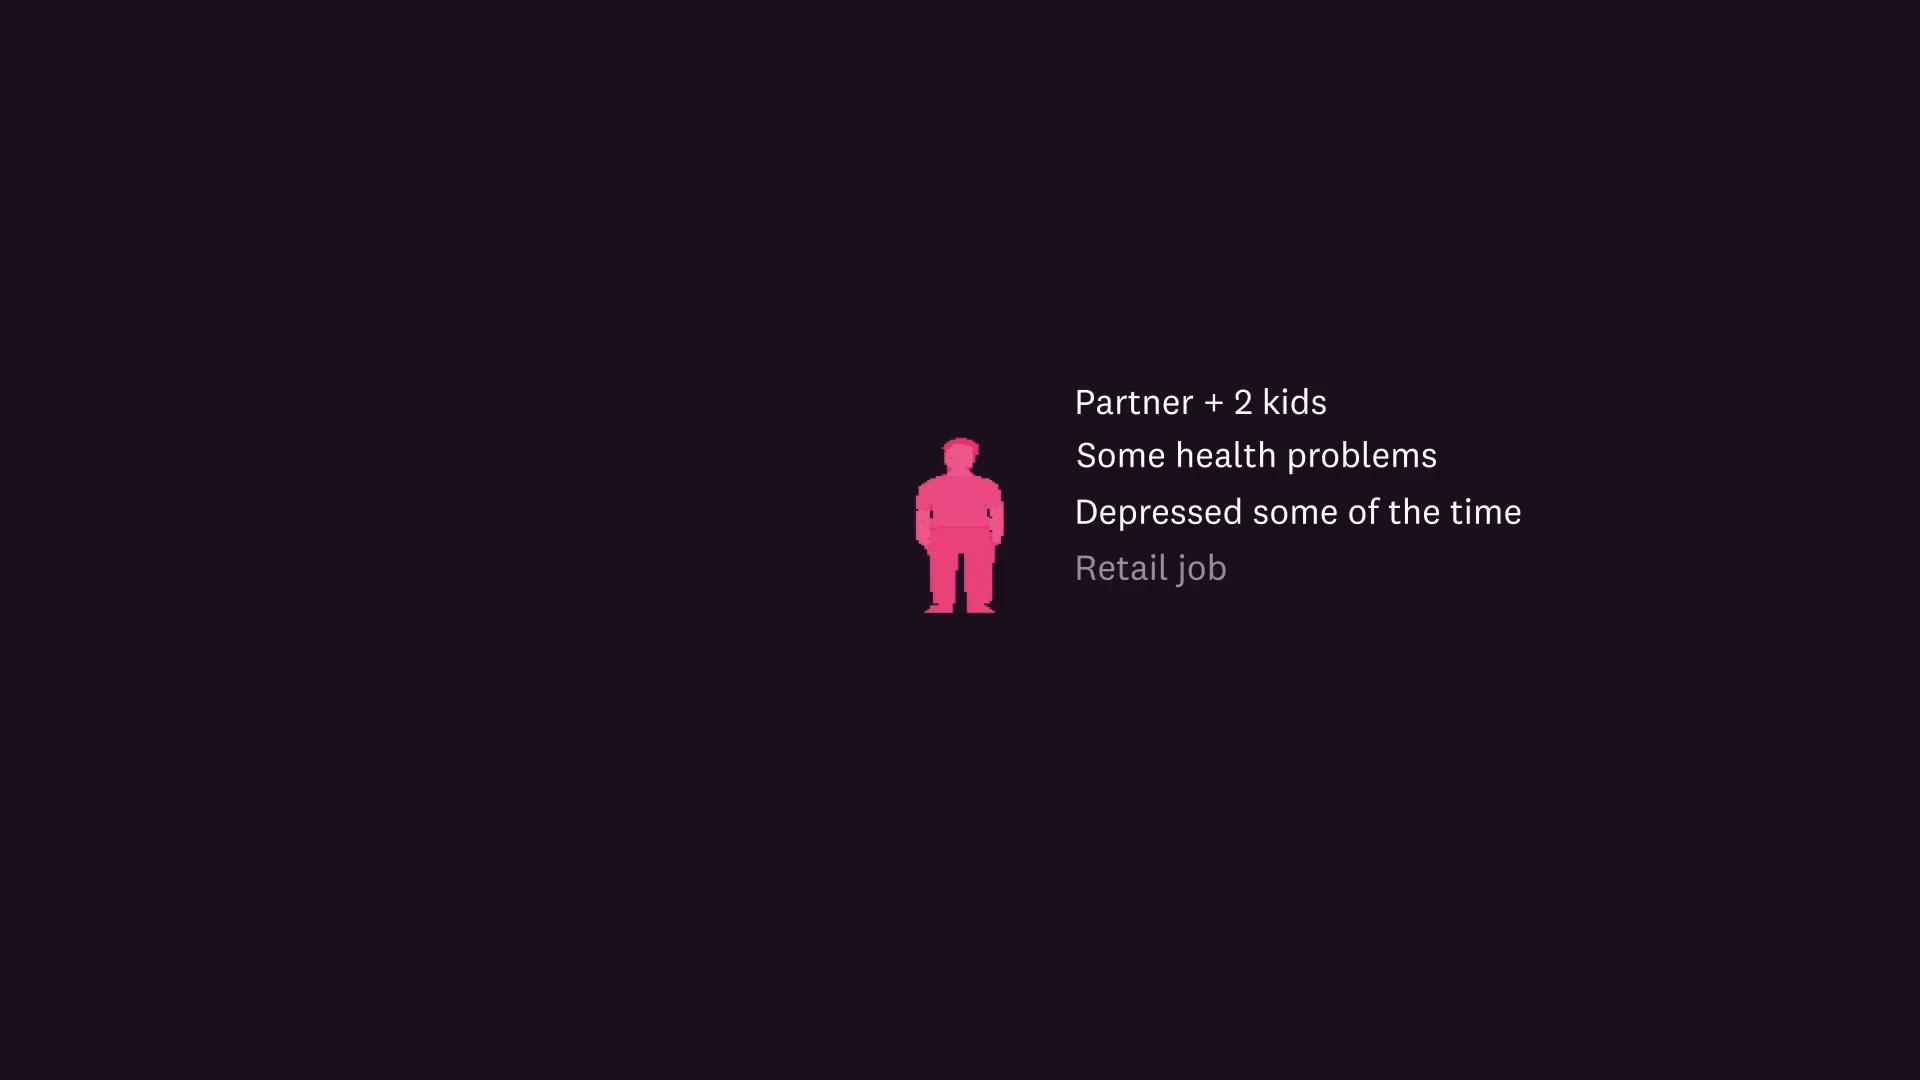 Partner + 2 kids
Some health problems
Depressed some of the time
Retail job